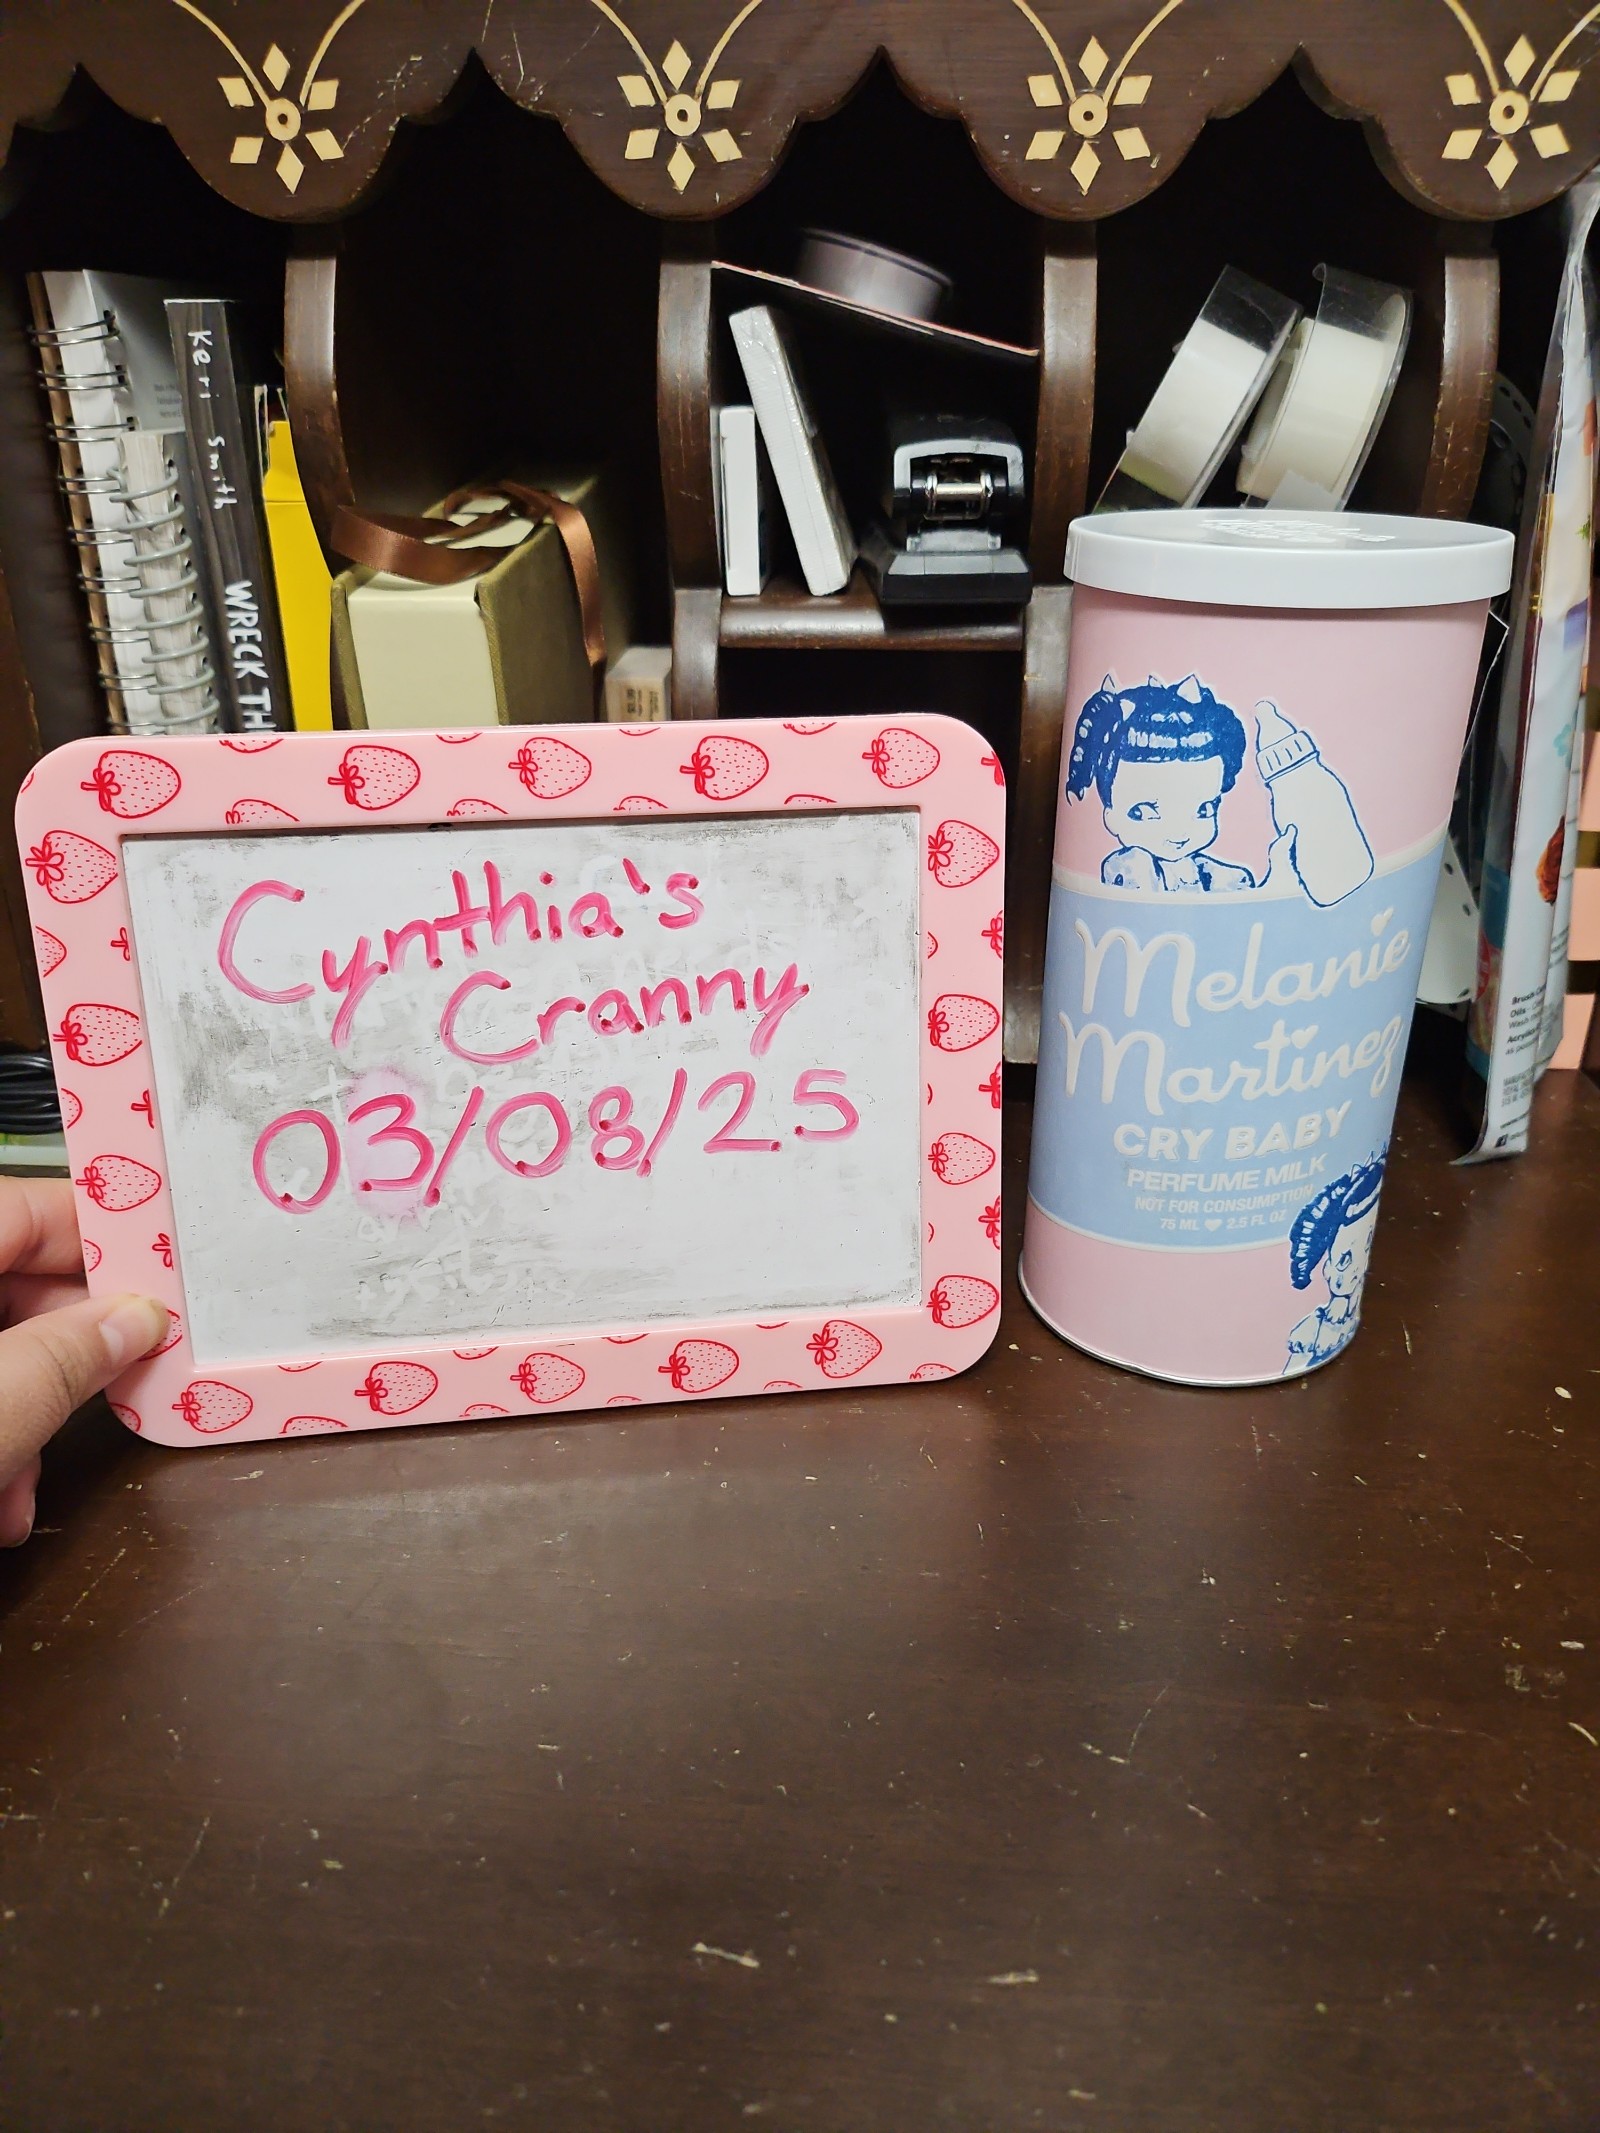 Keri Smith
WRECK TH
Cynthia's
Cranny
03/08/25
Melanie
Martinez
CRY BABY
PERFUME MILK
NOT FOR CONSUMPTION
75 ML ♥ 2.5 FL OZ